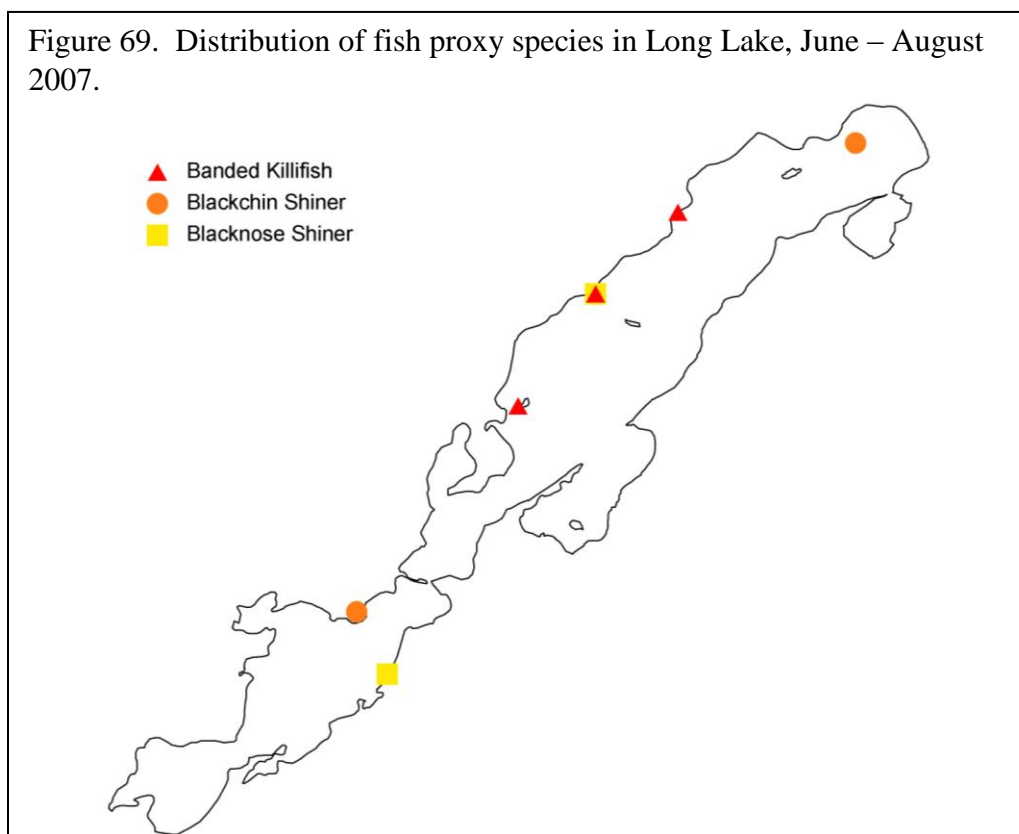 Figure 69.  Distribution of fish proxy species in Long Lake, June – August
2007.
Banded Killifish
Blackchin Shiner
Blacknose Shiner